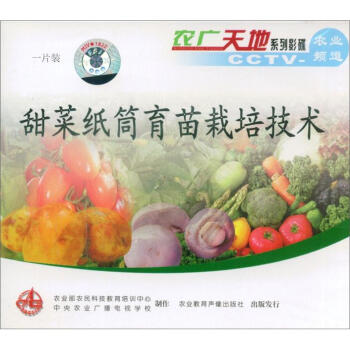 一片装
农广天地系列影碟
CCTV-农业频道
甜菜纸筒育苗栽培技术
农业部农民科技教育培训中心
中央农业广播电视学校
制作
农业教育声像出版社
出版发行